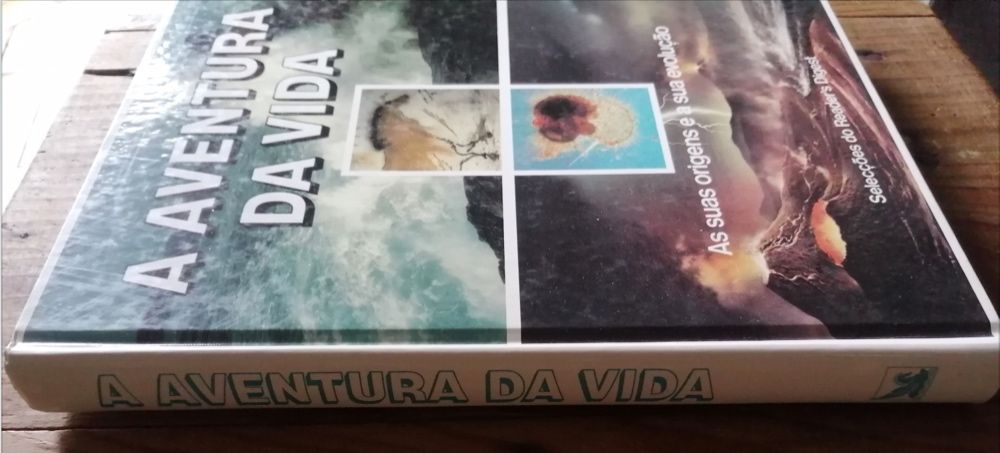 A AVENTURA
DA VIDA
As suas origens e a sua evolução
Selecções do Reader's Digest
A AVENTURA DA VIDA